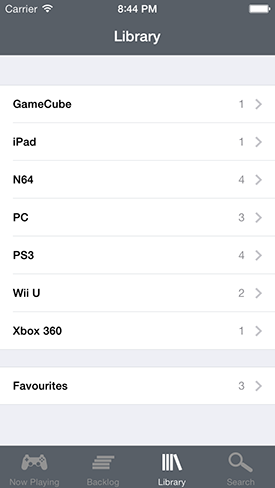 Carrier 8:44 PM
Library
GameCube 1
iPad 1
N64 4
PC 3
PS3 4
Wii U 2
Xbox 360 1
Favourites 3
Now Playing Backlog Library Search